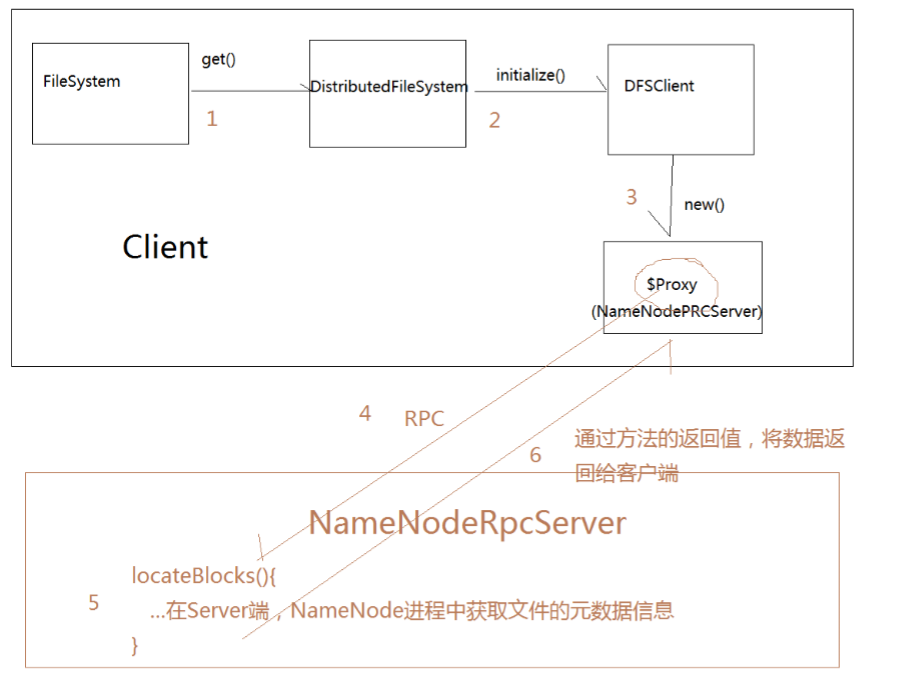 FileSystem
get()
1
DistributedFileSystem
initialize()
2
DFSClient
3
new()
Client
$Proxy
(NameNodePRCServer)
4
RPC
6
通过方法的返回值，将数据返
回给客户端
NameNodeRpcServer
locateBlocks(){
5
...在Server端，NameNode进程中获取文件的元数据信息
}